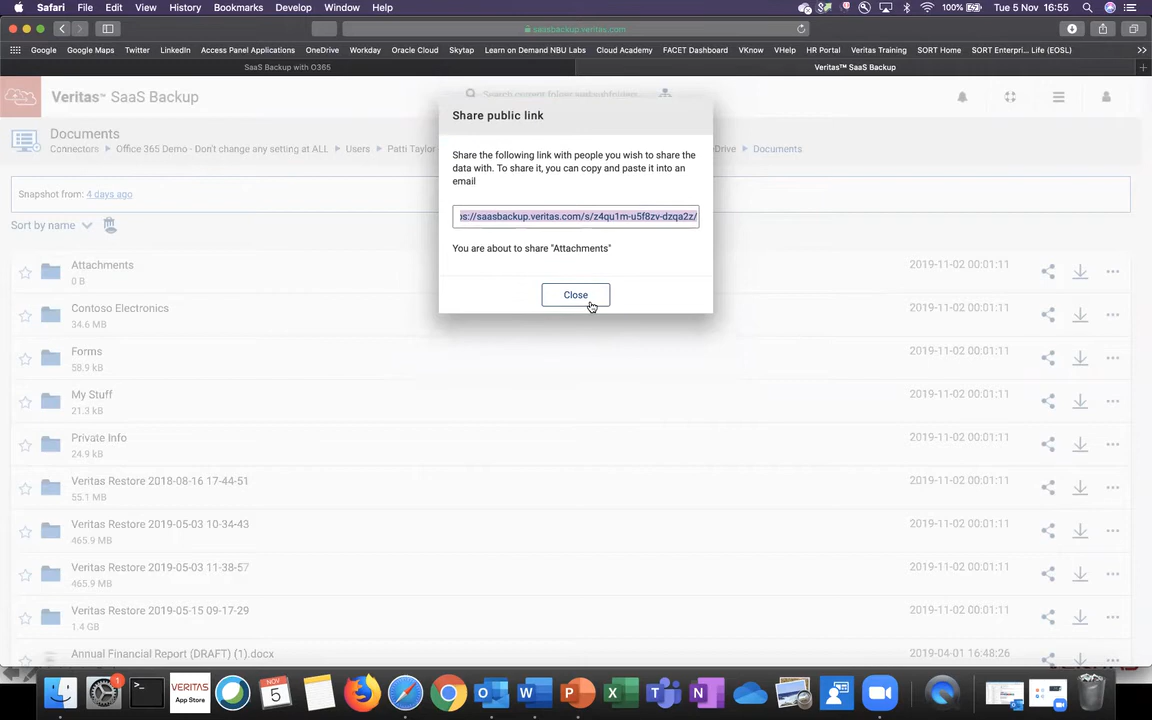 Safari File Edit View History Bookmarks Develop Window Help 100% Tue 5 Nov 16:55
saasbackup.veritas.com
Google Google Maps Twitter LinkedIn Access Panel Applications OneDrive Workday Oracle Cloud Skytap Learn on Demand NBU Labs Cloud Academy FACET Dashboard VKnow VHelp HR Portal Veritas Training SORT Home SORT Enterpri... Life (EOSL)
SaaS Backup with O365 Veritas™ SaaS Backup
Veritas™ SaaS Backup
Share public link
Documents
Connectors Office 365 Demo - Don't change any setting at ALL Users Patti Taylor Documents
Share the following link with people you wish to share the
data with. To share it, you can copy and paste it into an
email
Snapshot from: 4 days ago
s://saasbackup.veritas.com/s/z4qu1m-u5f8zv-dzqa2z/
Sort by name
You are about to share "Attachments"
Close
Attachments 2019-11-02 00:01:11
0 B
Contoso Electronics 2019-11-02 00:01:11
34.6 MB
Forms 2019-11-02 00:01:11
58.9 kB
My Stuff 2019-11-02 00:01:11
21.3 kB
Private Info 2019-11-02 00:01:11
24.9 kB
Veritas Restore 2018-08-16 17-44-51 2019-11-02 00:01:11
55.1 MB
Veritas Restore 2019-05-03 10-34-43 2019-11-02 00:01:11
465.9 MB
Veritas Restore 2019-05-03 11-38-57 2019-11-02 00:01:11
465.9 MB
Veritas Restore 2019-05-15 09-17-29 2019-11-02 00:01:11
1.4 GB
Annual Financial Report (DRAFT) (1).docx 2019-04-01 16:48:26
1
VERITAS
App Store
NOV
5